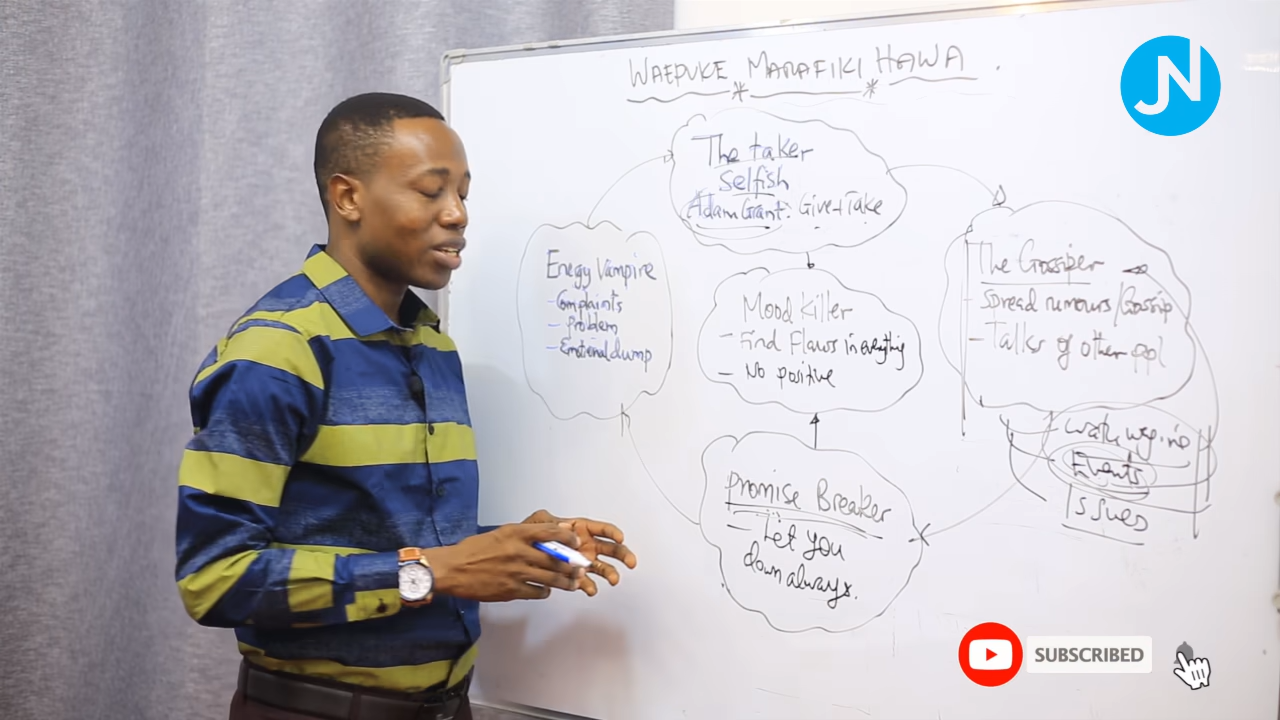 WAEPUKE MARAFIKI HAWA.
JN
The taker
Selfish
Adam Grant: Give+Take
Enegy Vampire
- Complaints
- problem
- Emotional dump
Mood Killer
- Find Flaws in everything
- No positive
The Gossiper
- Spread rumours/Gossip
- Talks of other ppl
Events
Issues
promise Breaker
- Let you
down always.
SUBSCRIBED